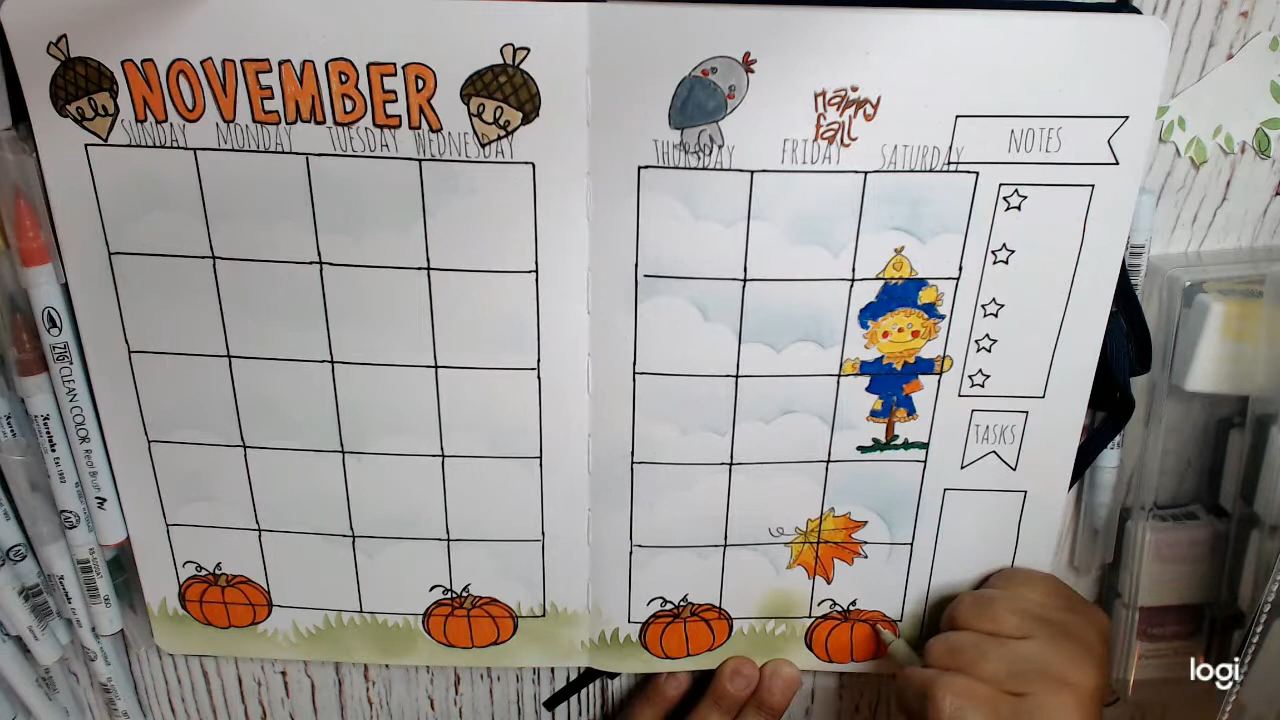 NOVEMBER
SUNDAY MONDAY TUESDAY WEDNESDAY
Happy
fall
THURSDAY FRIDAY SATURDAY
NOTES
TASKS
ZIG CLEAN COLOR Real Brush
Kuretake
logi